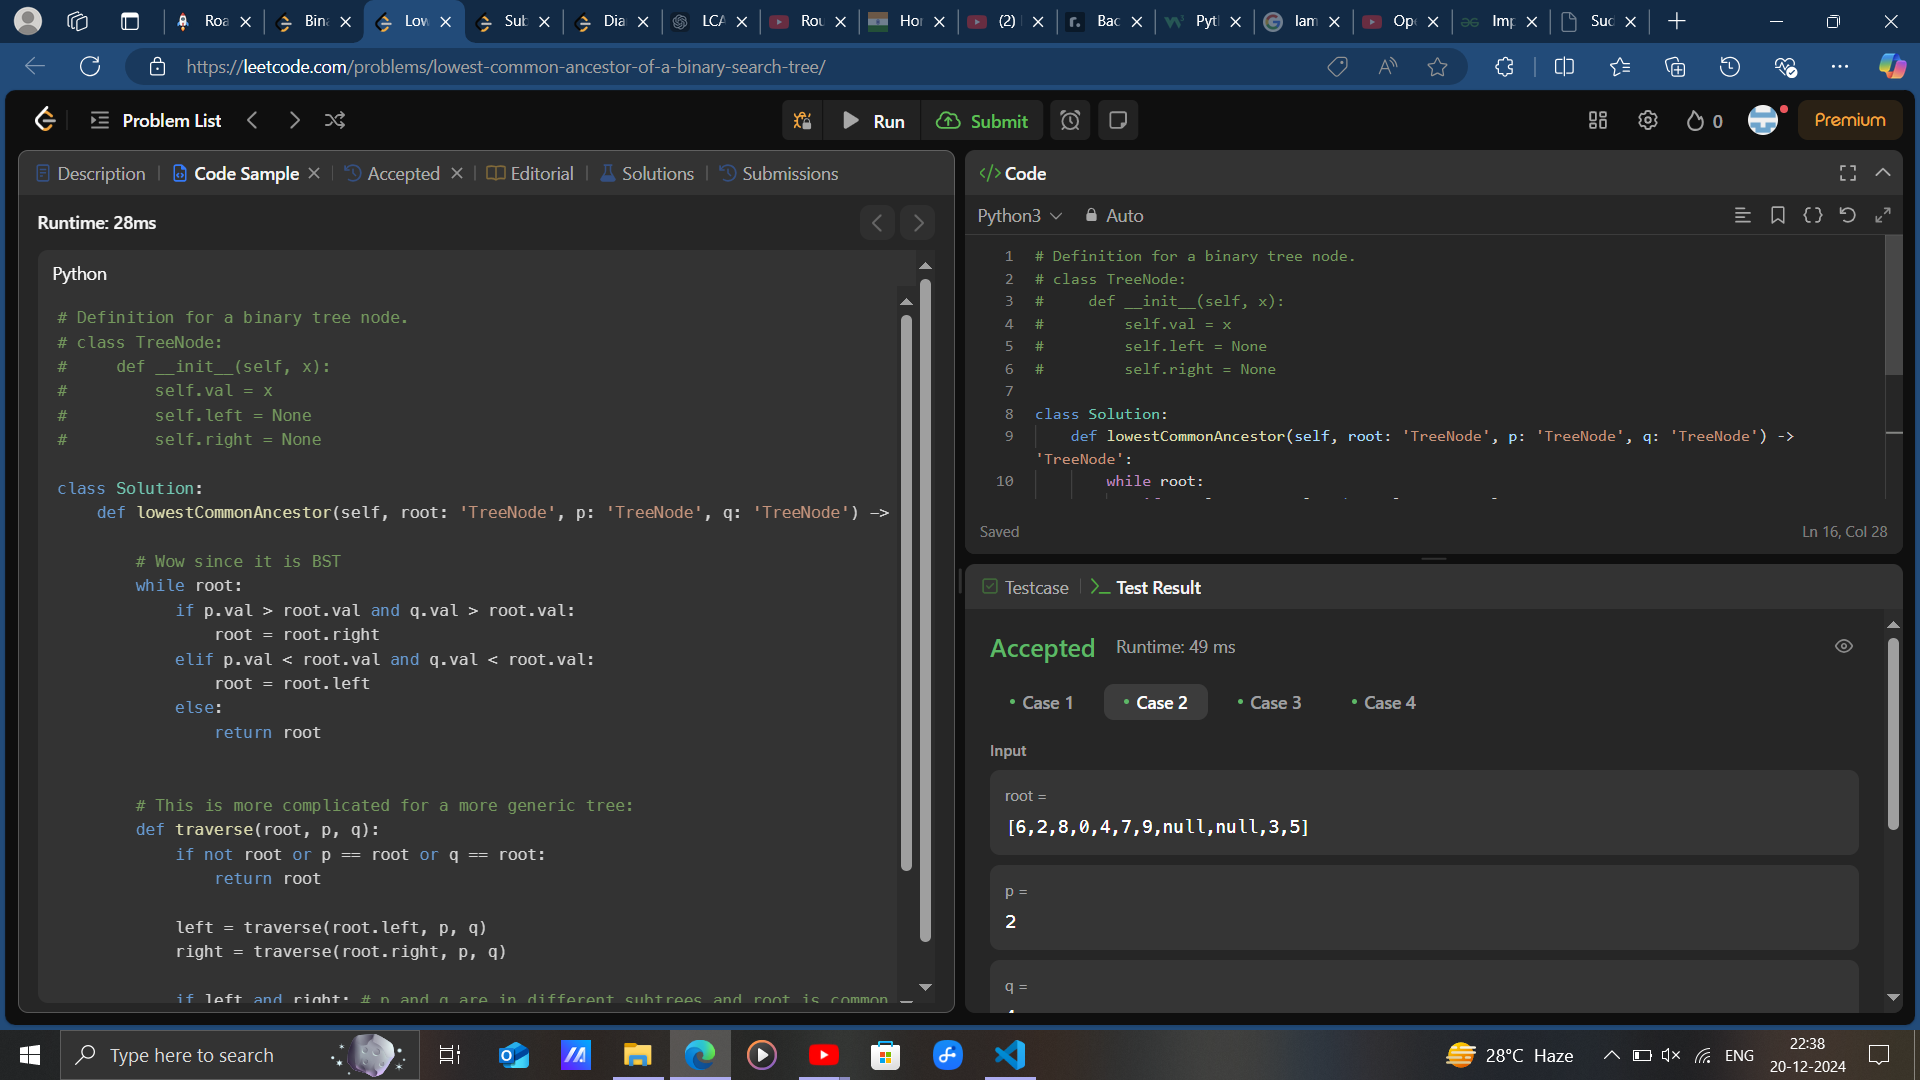 Roa
Bin
Low
Sub
Dia
LCA
Rou
Hor
(2)
Bac
Pytl
lam
Ope
Imp
Sud
https://leetcode.com/problems/lowest-common-ancestor-of-a-binary-search-tree/
Problem List
Run
Submit
0
Premium
Description
Code Sample
Accepted
Editorial
Solutions
Submissions
Runtime: 28ms
Python
# Definition for a binary tree node.
# class TreeNode:
#     def __init__(self, x):
#         self.val = x
#         self.left = None
#         self.right = None
class Solution:
    def lowestCommonAncestor(self, root: 'TreeNode', p: 'TreeNode', q: 'TreeNode') ->
        # Wow since it is BST
        while root:
            if p.val > root.val and q.val > root.val:
                root = root.right
            elif p.val < root.val and q.val < root.val:
                root = root.left
            else:
                return root
        # This is more complicated for a more generic tree:
        def traverse(root, p, q):
            if not root or p == root or q == root:
                return root
            left = traverse(root.left, p, q)
            right = traverse(root.right, p, q)
            if left and right: # p and q are in different subtrees and root is common
</> Code
Python3
Auto
1 # Definition for a binary tree node.
2 # class TreeNode:
3 #     def __init__(self, x):
4 #         self.val = x
5 #         self.left = None
6 #         self.right = None
7
8 class Solution:
9     def lowestCommonAncestor(self, root: 'TreeNode', p: 'TreeNode', q: 'TreeNode') ->
'TreeNode':
10         while root:
Saved
Ln 16, Col 28
Testcase
Test Result
Accepted
Runtime: 49 ms
Case 1
Case 2
Case 3
Case 4
Input
root =
[6,2,8,0,4,7,9,null,null,3,5]
p =
2
q =
Type here to search
28°C Haze
ENG
22:38
20-12-2024